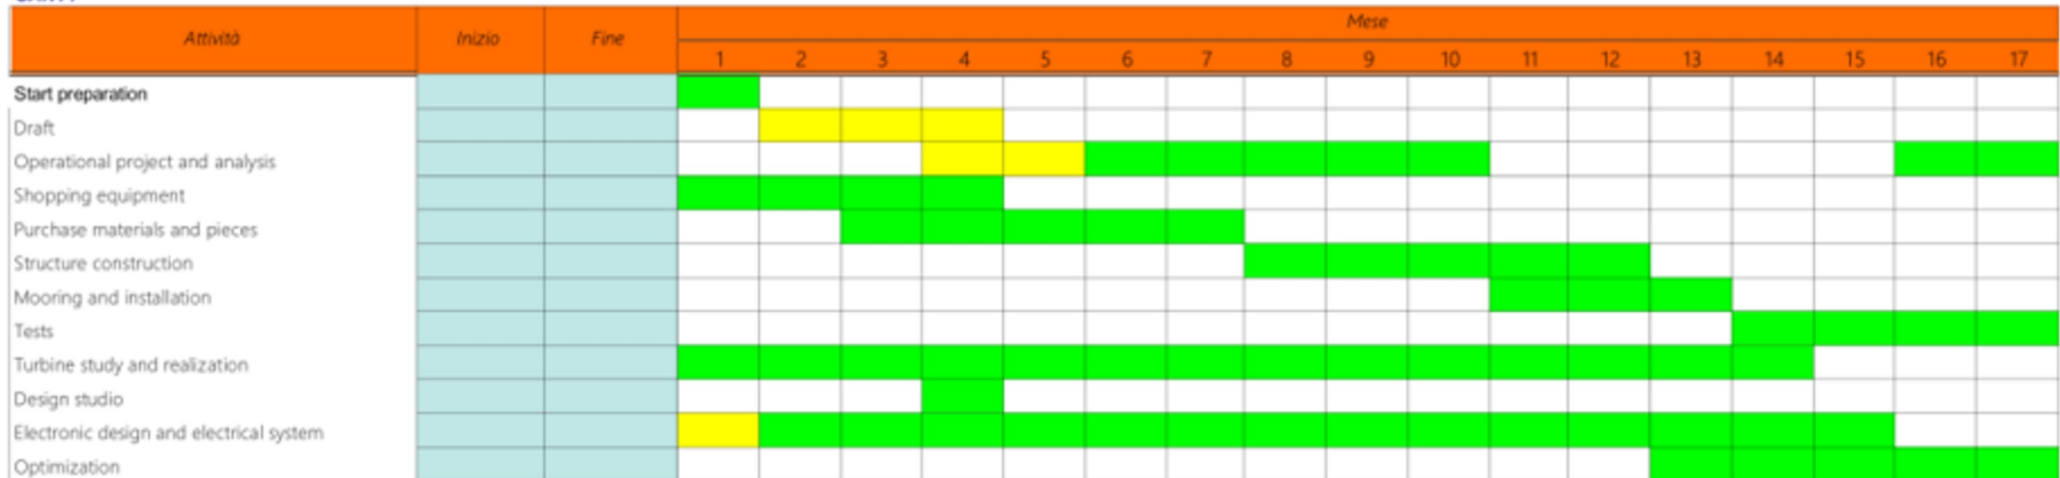 Attività Inizio Fine Mese
1 2 3 4 5 6 7 8 9 10 11 12 13 14 15 16 17
Start preparation
Draft
Operational project and analysis
Shopping equipment
Purchase materials and pieces
Structure construction
Mooring and installation
Tests
Turbine study and realization
Design studio
Electronic design and electrical system
Optimization